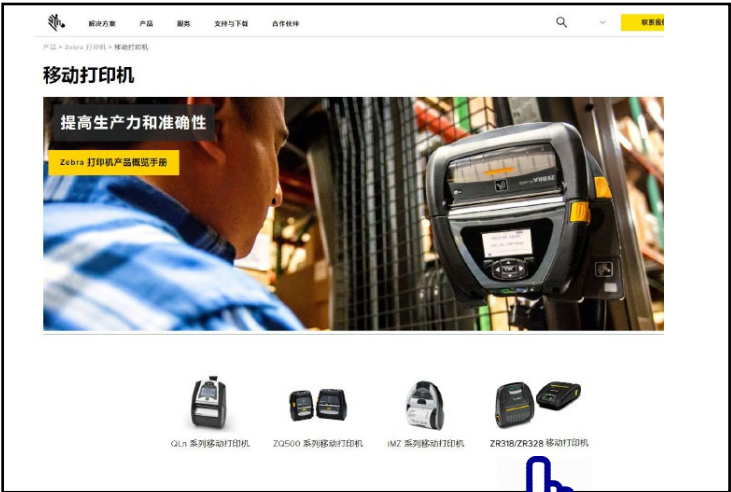 解决方案 产品 服务 支持与下载 合作伙伴
产品 > Zebra 打印机 > 移动打印机
移动打印机
提高生产力和准确性
Zebra 打印机产品概览手册
ZEBRA
QLn 系列移动打印机
ZQ500 系列移动打印机
iMZ 系列移动打印机
ZR318/ZR328 移动打印机